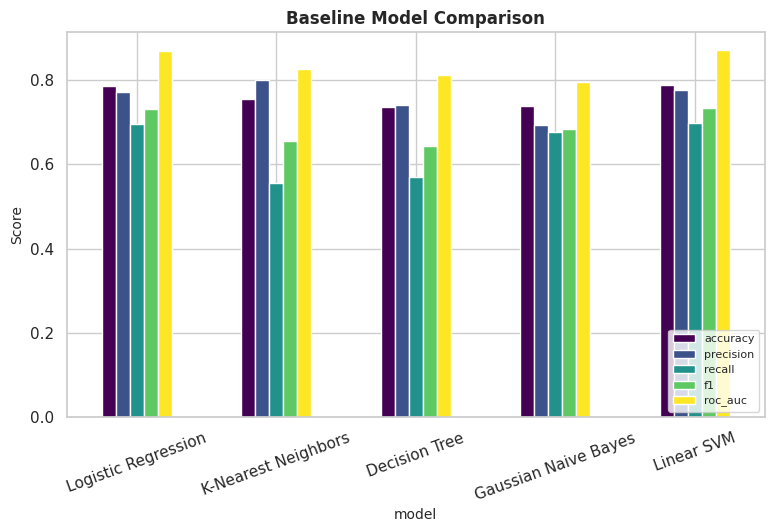 Baseline Model Comparison
Score
0.8
0.6
0.4
0.2
0.0
accuracy
precision
recall
f1
roc_auc
Logistic Regression
K-Nearest Neighbors
Decision Tree
Gaussian Naive Bayes
Linear SVM
model